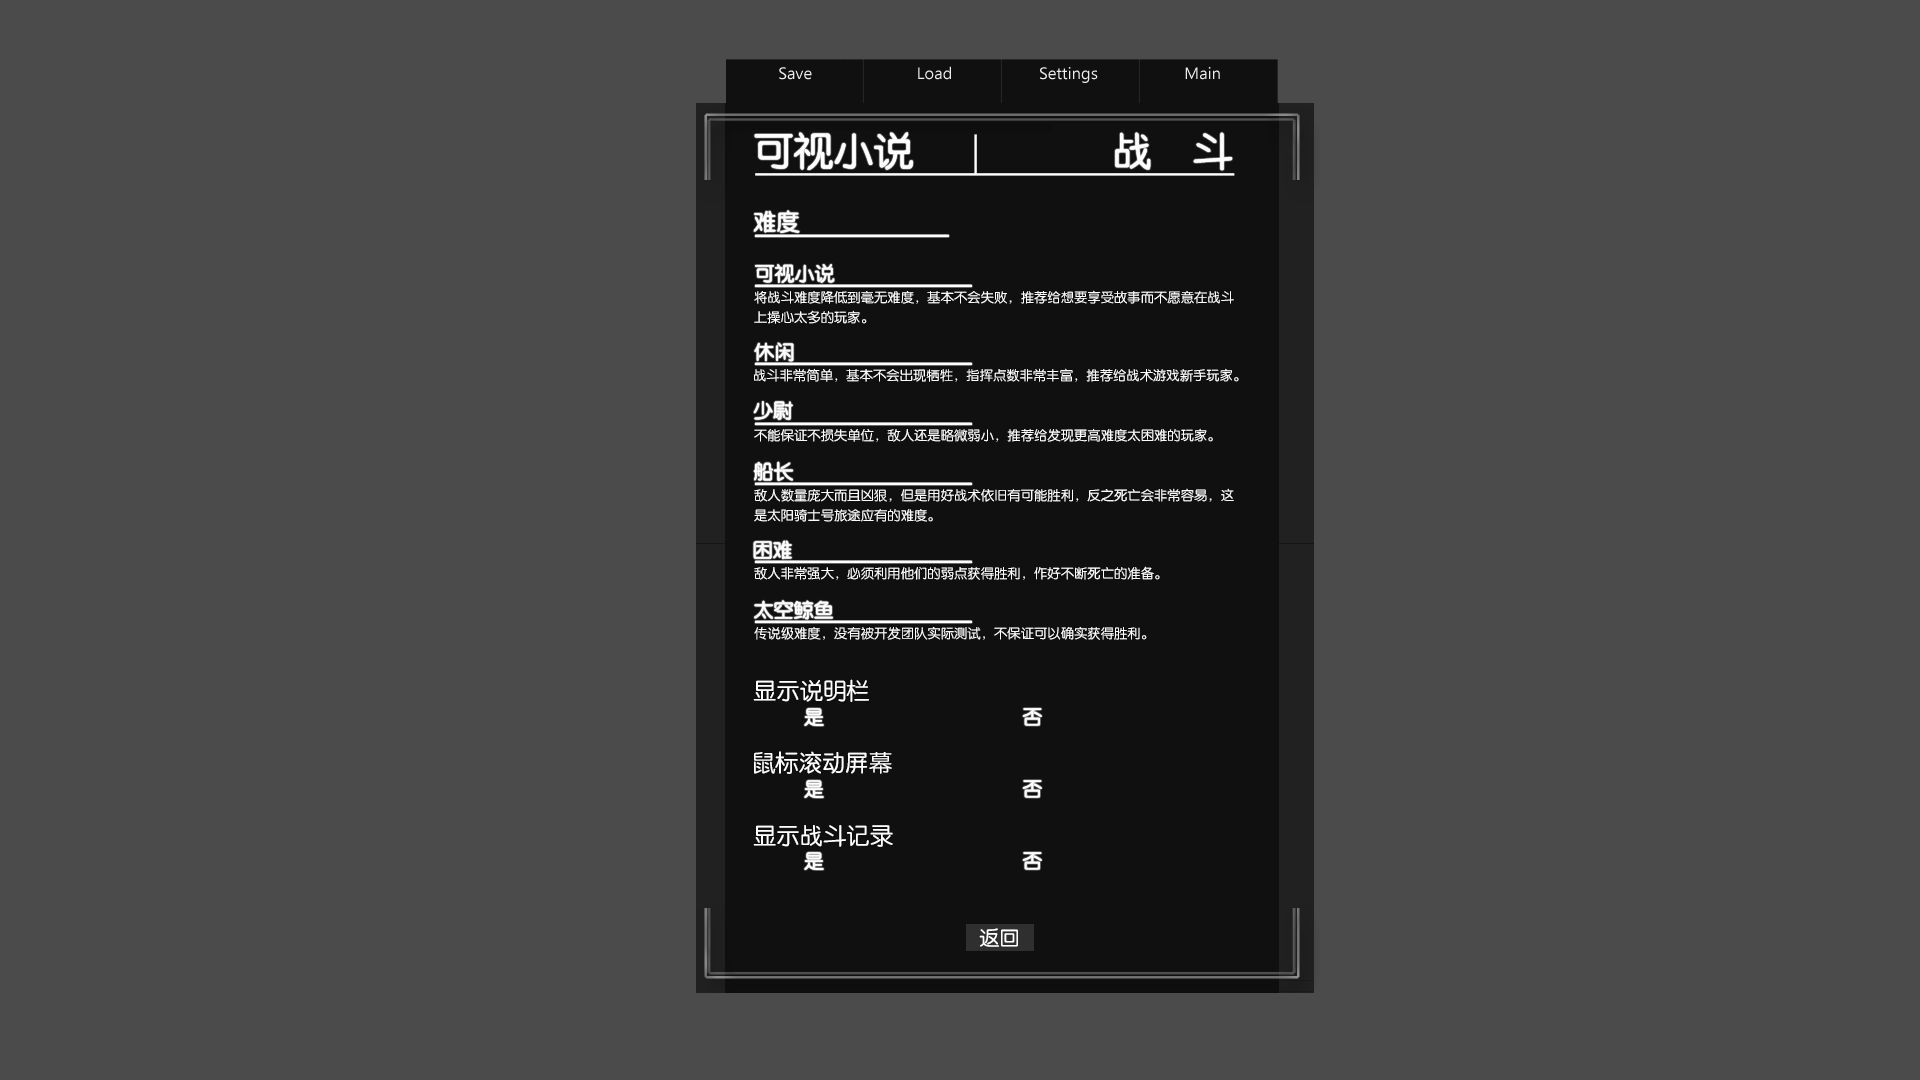 Save Load Settings Main
可视小说 战 斗
难度
可视小说
将战斗难度降低到毫无难度，基本不会失败，推荐给想要享受故事而不愿意在战斗
上操心太多的玩家。
休闲
战斗非常简单，基本不会出现牺牲，指挥点数非常丰富，推荐给战术游戏新手玩家。
少尉
不能保证不损失单位，敌人还是略微弱小，推荐给发现更高难度太困难的玩家。
船长
敌人数量庞大而且凶狠，但是用好战术依旧有可能胜利，反之死亡会非常容易，这
是太阳骑士号旅途应有的难度。
困难
敌人非常强大，必须利用他们的弱点获得胜利，作好不断死亡的准备。
太空鲸鱼
传说级难度，没有被开发团队实际测试，不保证可以确实获得胜利。
显示说明栏
是 否
鼠标滚动屏幕
是 否
显示战斗记录
是 否
返回